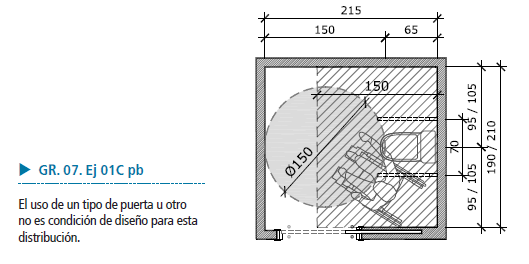 215
150
65
150
Ø150
70
95 / 105
95 / 105
190 / 210
GR. 07. Ej 01C pb
El uso de un tipo de puerta u otro
no es condición de diseño para esta
distribución.